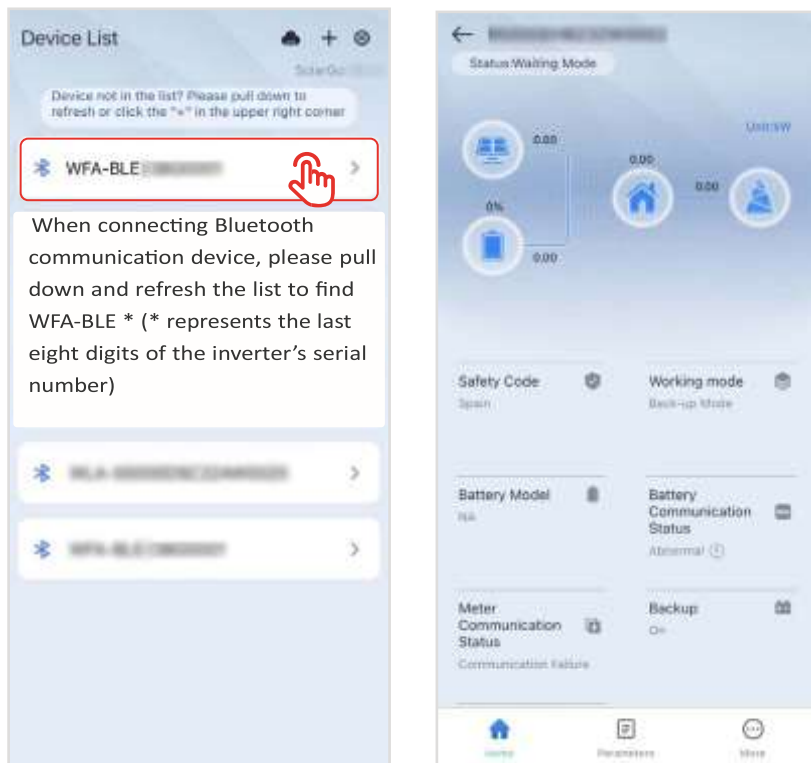 Device List
SolarGo
Device not in the list? Please pull down to
refresh or click the "+" in the upper right corner
WFA-BLE
When connecting Bluetooth
communication device, please pull
down and refresh the list to find
WFA-BLE * (* represents the last
eight digits of the inverter’s serial
number)
Status:Waiting Mode
Unit:kW
0.00
0.00
0.00
0%
0.00
Safety Code
Spain
Working mode
Back-up Mode
Battery Model
NA
Battery
Communication
Status
Abnormal
Meter
Communication
Status
Communication Failure
Backup
On
Home
Parameters
More